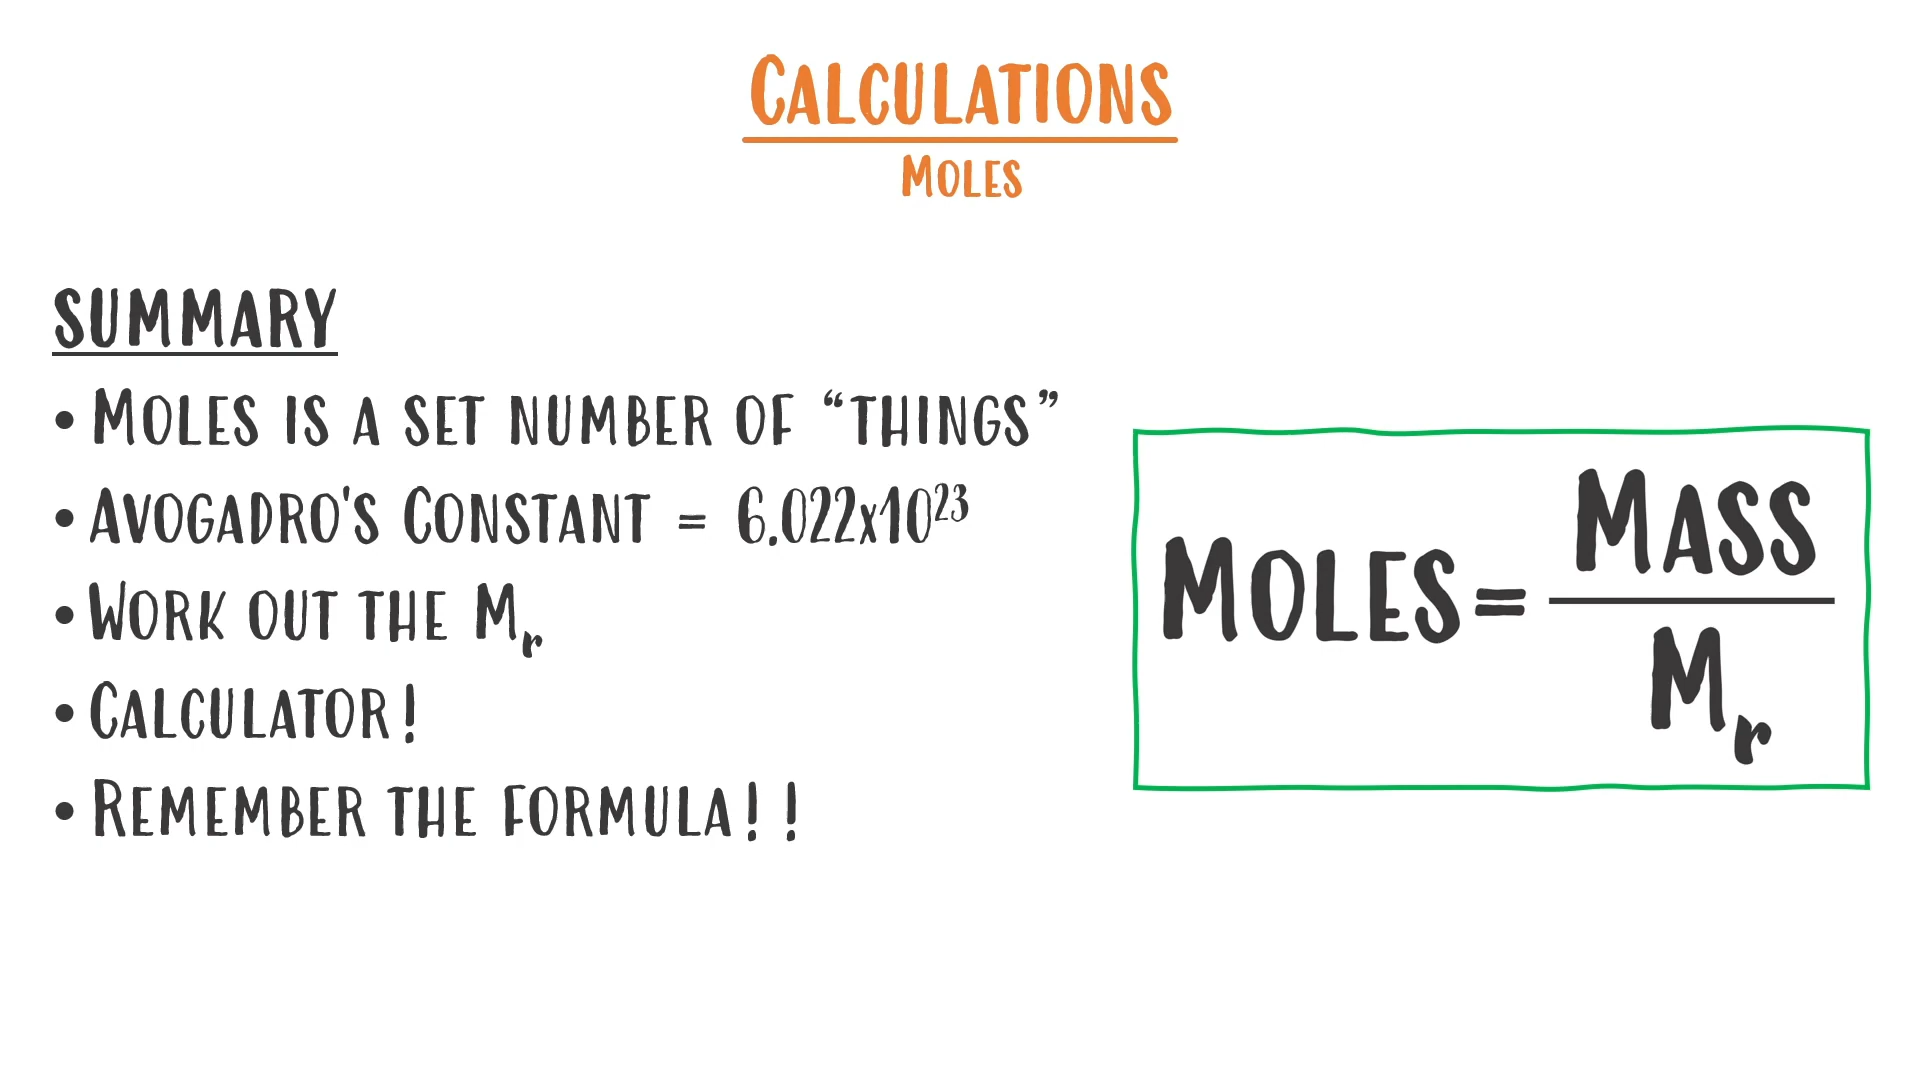 Calculations
Moles
Summary
• Moles is a set number of “things”
• Avogadro's Constant = 6.022x10²³
• Work out the Mᵣ
• Calculator!
• Remember the formula!!
Moles = Mass
Mᵣ